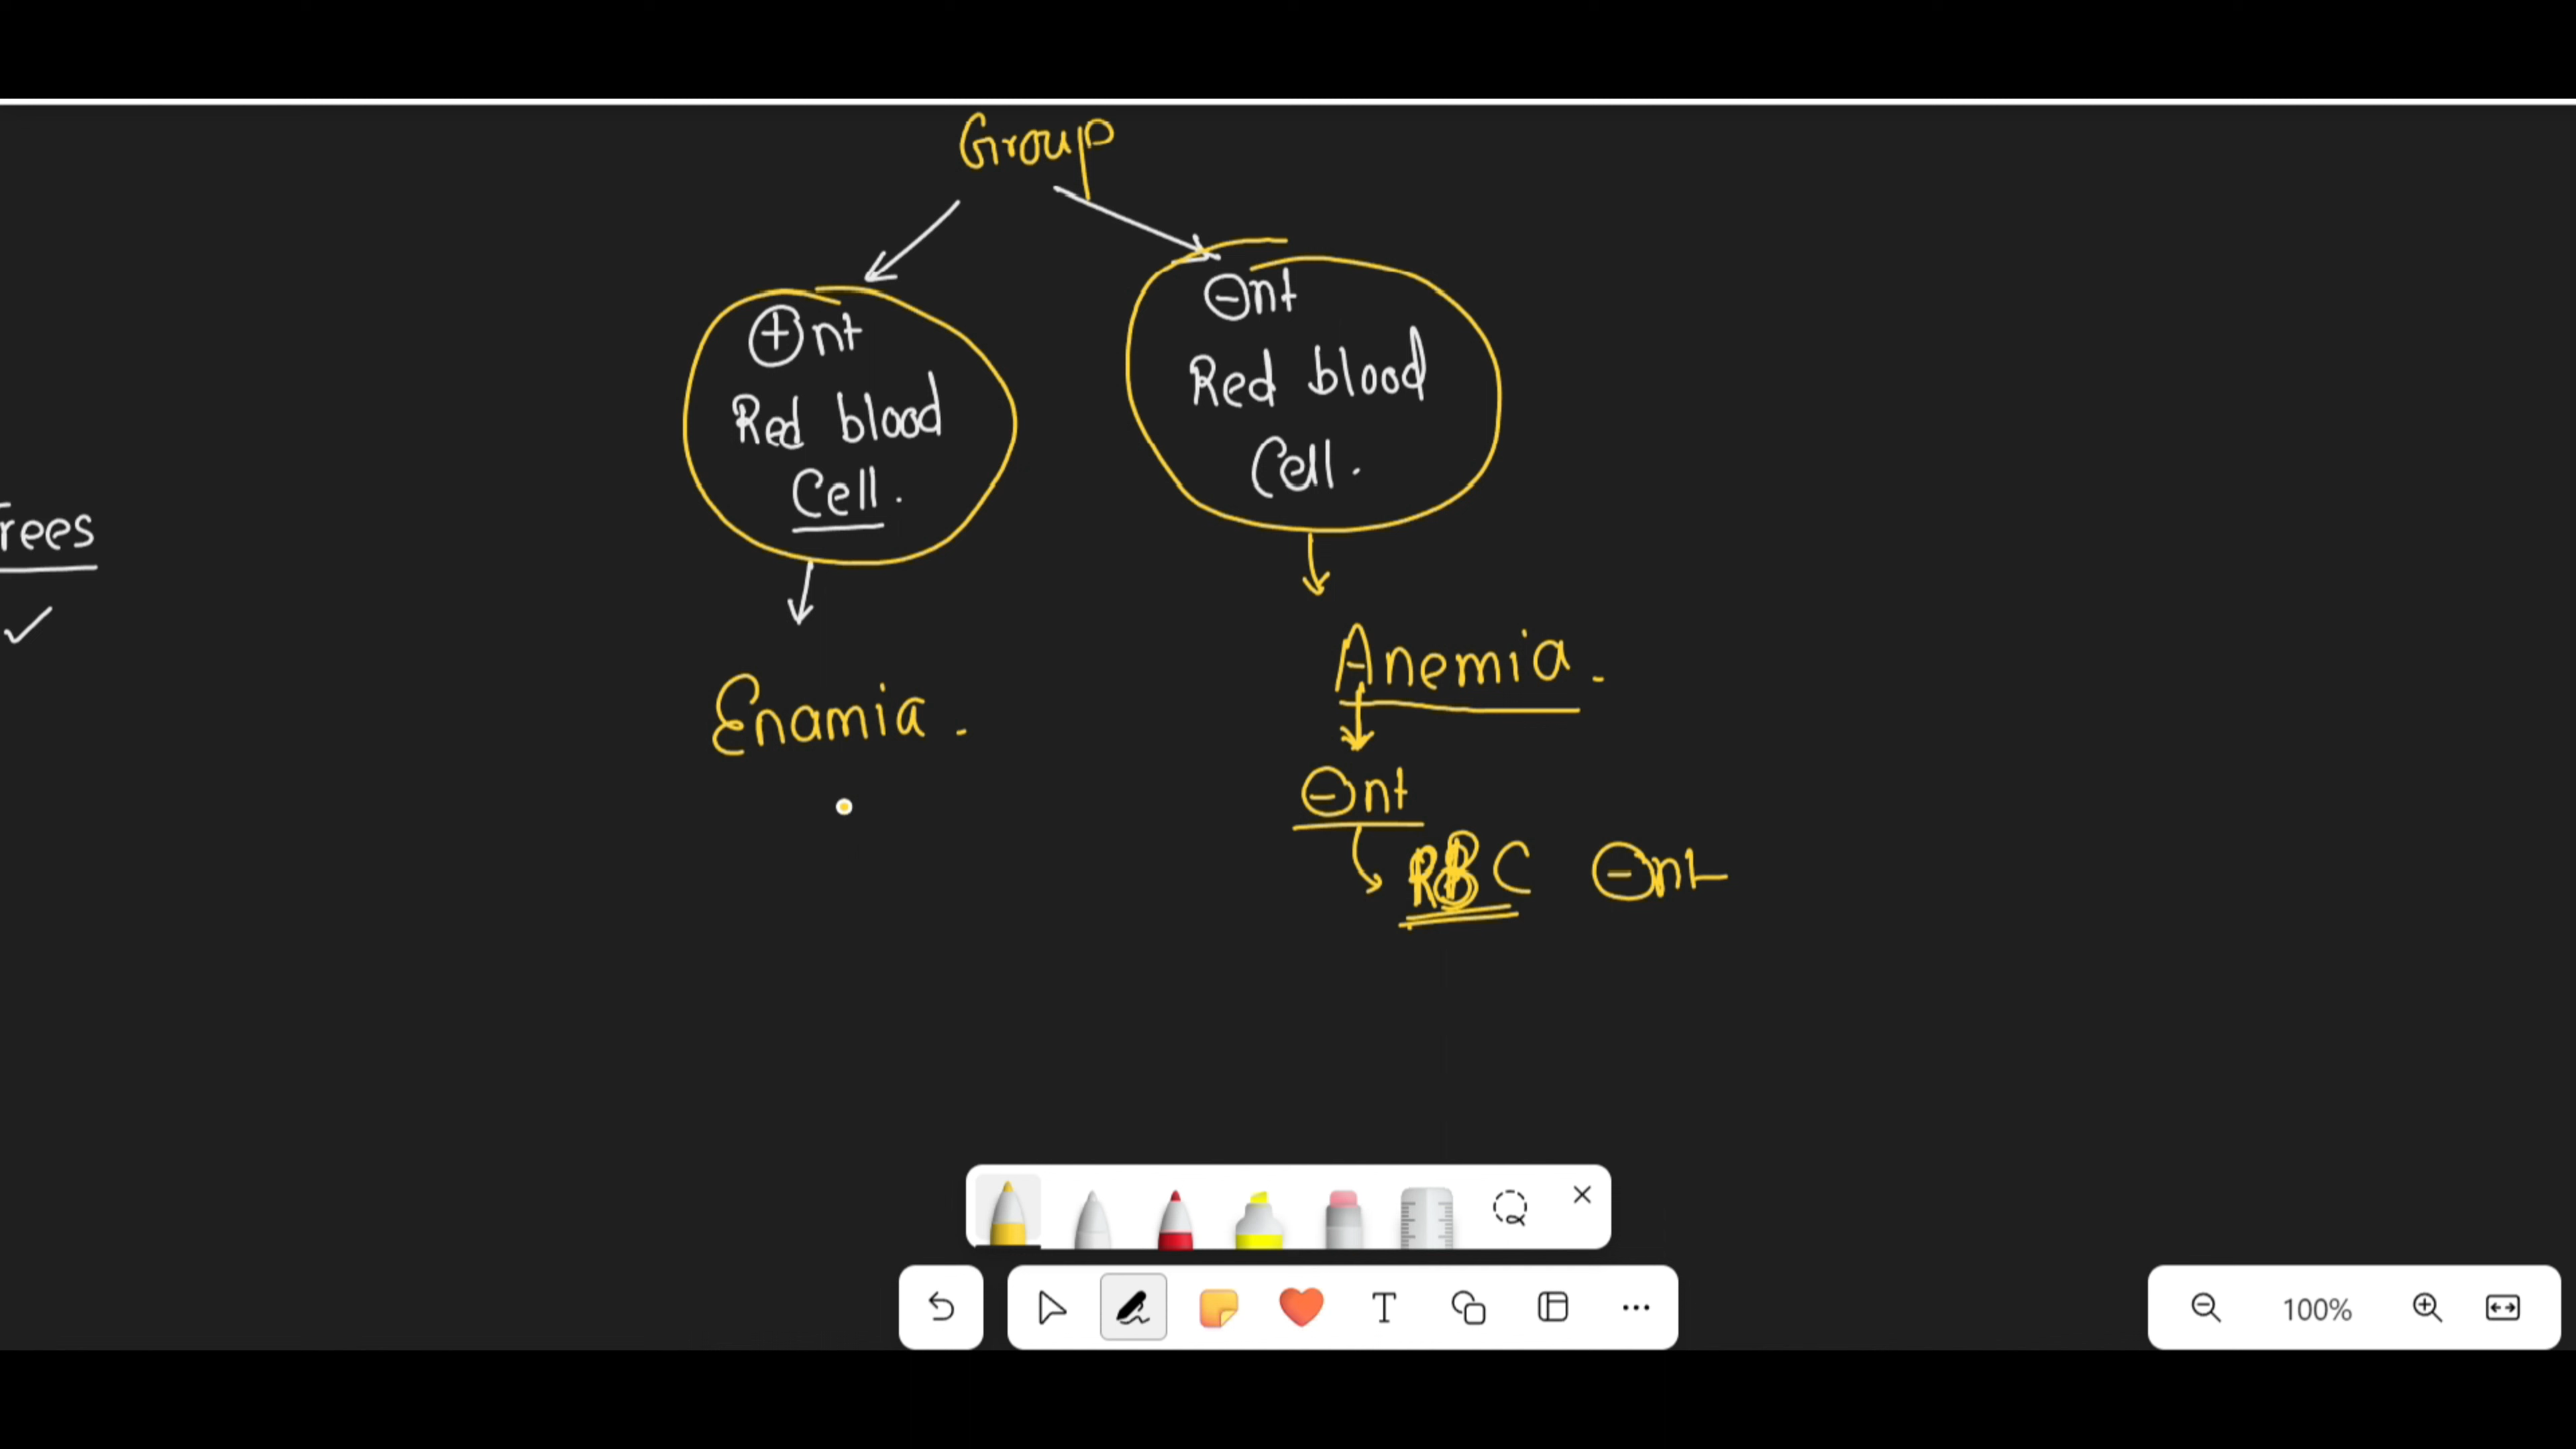 Group
⊕nt
Red blood
Cell.
⊖nt
Red blood
Cell.
rees
Enamia.
Anemia.
⊖nt
RBC ⊖nt
100%